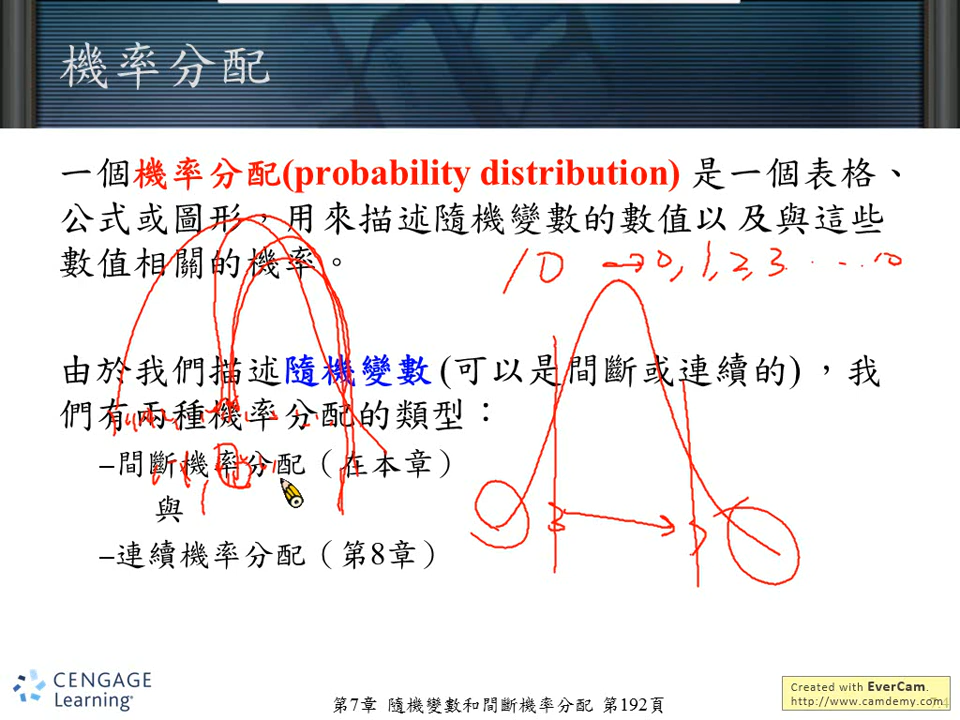 機率分配
一個機率分配(probability distribution) 是一個表格、
公式或圖形，用來描述隨機變數的數值以 及與這些
數值相關的機率。
10 → 0, 1, 2, 3 ... 10
由於我們描述隨機變數 (可以是間斷或連續的) ，我
們有兩種機率分配的類型：
–間斷機率分配（在本章）
與
–連續機率分配（第8章）
CENGAGE
Learning™
第7章 隨機變數和間斷機率分配 第192頁
Created with EverCam.
http://www.camdemy.com